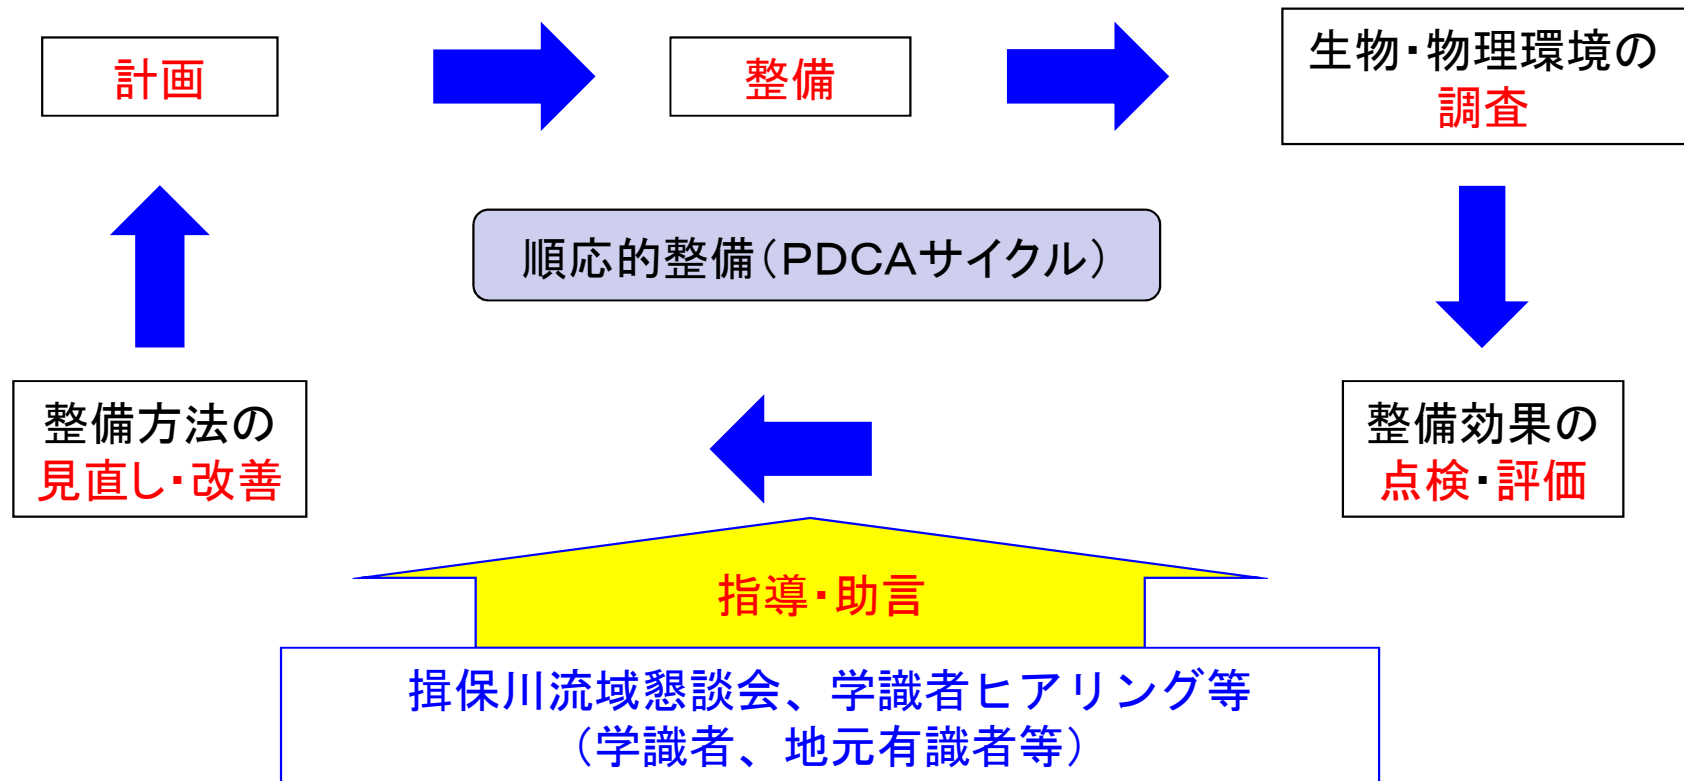 計画
整備
生物・物理環境の
調査
順応的整備（PDCAサイクル）
整備方法の
見直し・改善
整備効果の
点検・評価
指導・助言
揖保川流域懇談会、学識者ヒアリング等
（学識者、地元有識者等）